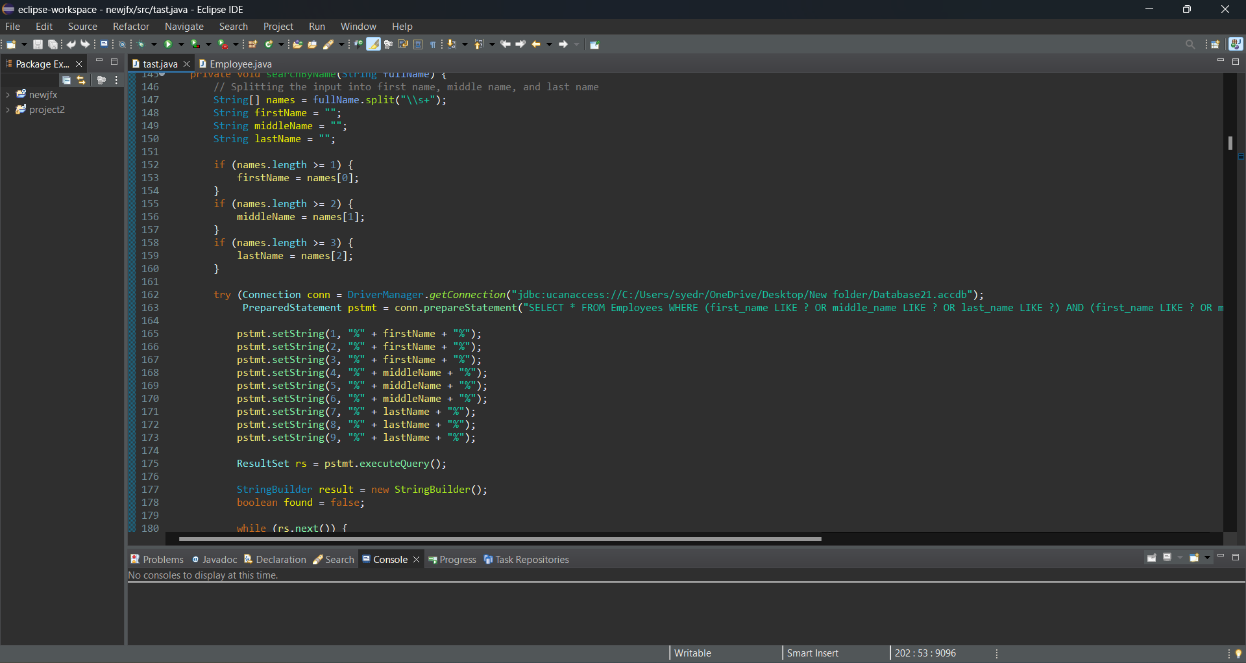 eclipse-workspace - newjfx/src/tast.java - Eclipse IDE
File Edit Source Refactor Navigate Search Project Run Window Help
Package Ex... tast.java Employee.java
newjfx
project2
145 private void searchByName(String fullName) {
146 // Splitting the input into first name, middle name, and last name
147 String[] names = fullName.split("\\s+");
148 String firstName = "";
149 String middleName = "";
150 String lastName = "";
151
152 if (names.length >= 1) {
153 firstName = names[0];
154 }
155 if (names.length >= 2) {
156 middleName = names[1];
157 }
158 if (names.length >= 3) {
159 lastName = names[2];
160 }
161
162 try (Connection conn = DriverManager.getConnection("jdbc:ucanaccess://C:/Users/syedr/OneDrive/Desktop/New folder/Database21.accdb");
163 PreparedStatement pstmt = conn.prepareStatement("SELECT * FROM Employees WHERE (first_name LIKE ? OR middle_name LIKE ? OR last_name LIKE ?) AND (first_name LIKE ? OR m
164
165 pstmt.setString(1, "%" + firstName + "%");
166 pstmt.setString(2, "%" + firstName + "%");
167 pstmt.setString(3, "%" + firstName + "%");
168 pstmt.setString(4, "%" + middleName + "%");
169 pstmt.setString(5, "%" + middleName + "%");
170 pstmt.setString(6, "%" + middleName + "%");
171 pstmt.setString(7, "%" + lastName + "%");
172 pstmt.setString(8, "%" + lastName + "%");
173 pstmt.setString(9, "%" + lastName + "%");
174
175 ResultSet rs = pstmt.executeQuery();
176
177 StringBuilder result = new StringBuilder();
178 boolean found = false;
179
180 while (rs.next()) {
Problems Javadoc Declaration Search Console Progress Task Repositories
No consoles to display at this time.
Writable Smart Insert 202 : 53 : 9096